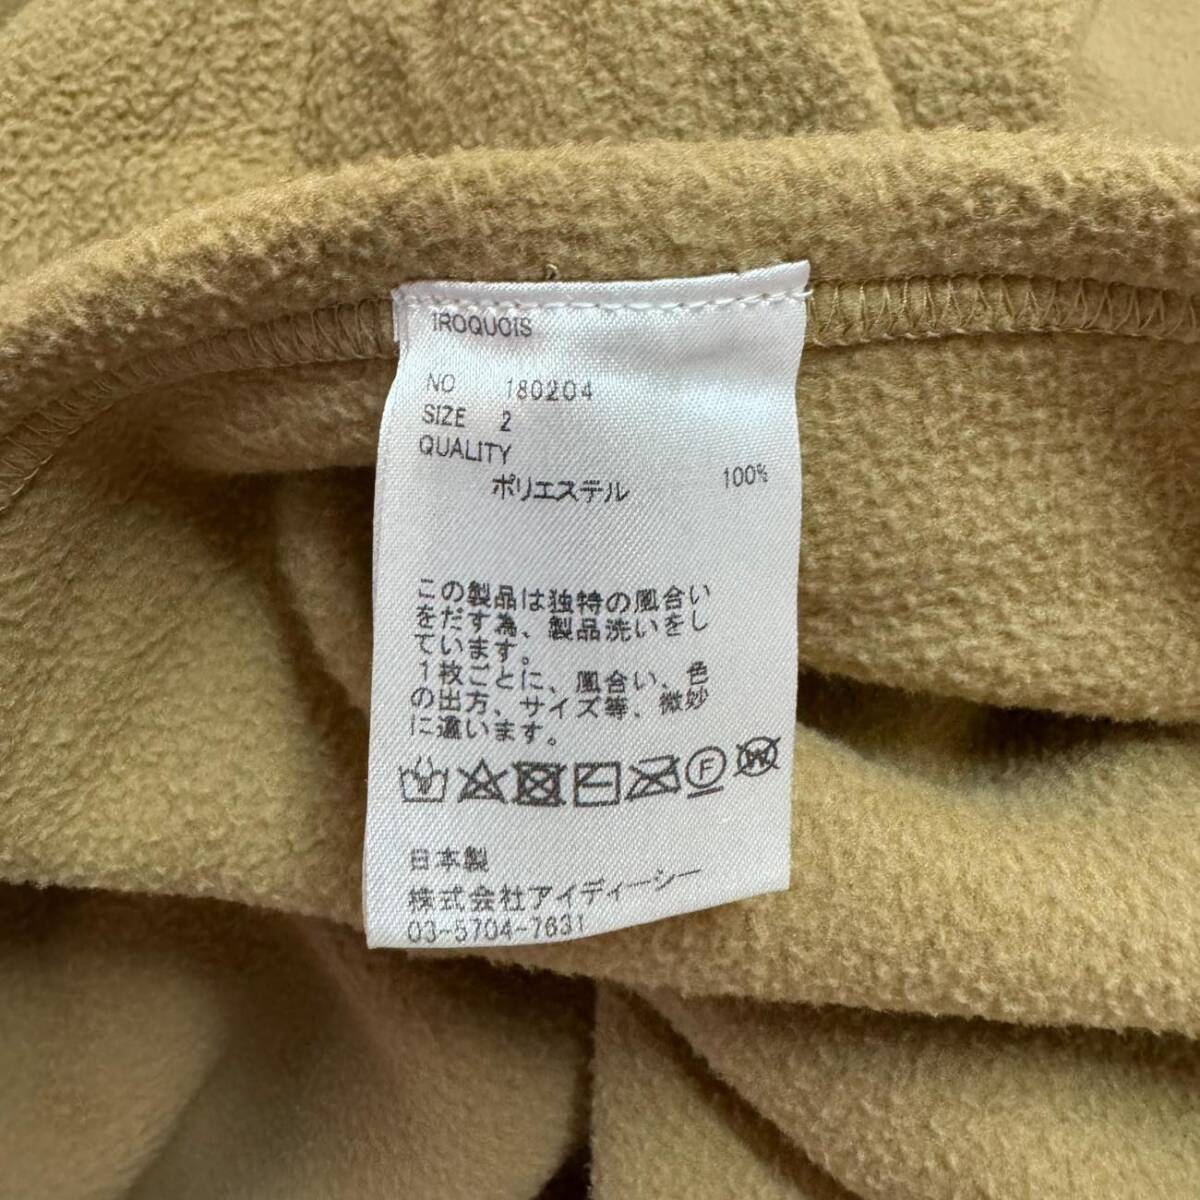 IROQUOIS
NO 180204
SIZE 2
QUALITY
ポリエステル 100%
この製品は独特の風合い
をだす為、製品洗いをし
ています。
1枚ごとに、風合い、色
の出方、サイズ等、微妙
に違います。
F W
日本製
株式会社アイディーシー
03-5704-7631